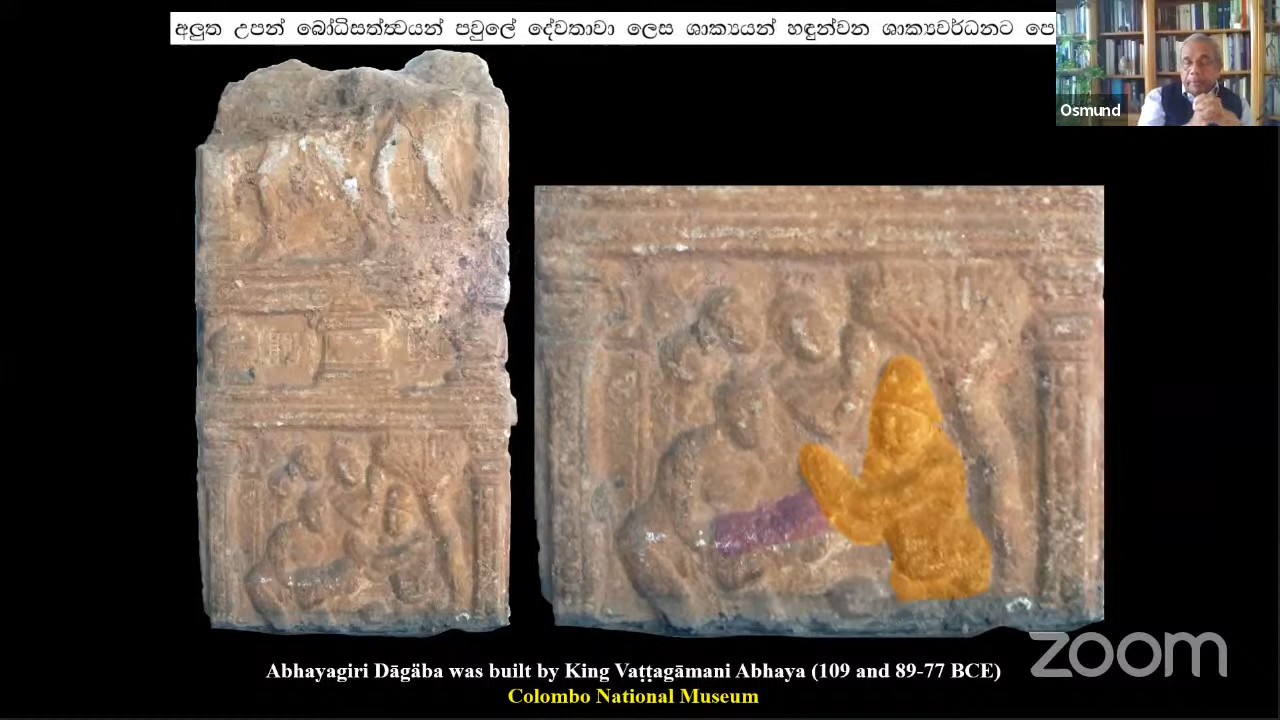 අලුත උපන් බෝධිසත්ත්වයන් පවුලේ දේවතාවා ලෙස ශාක්‍යයන් හඳුන්වන ශාක්‍යවර්ධනට පෙ
Osmund
zoom
Abhayagiri Dāgäba was built by King Vaṭṭagāmani Abhaya (109 and 89-77 BCE)
Colombo National Museum